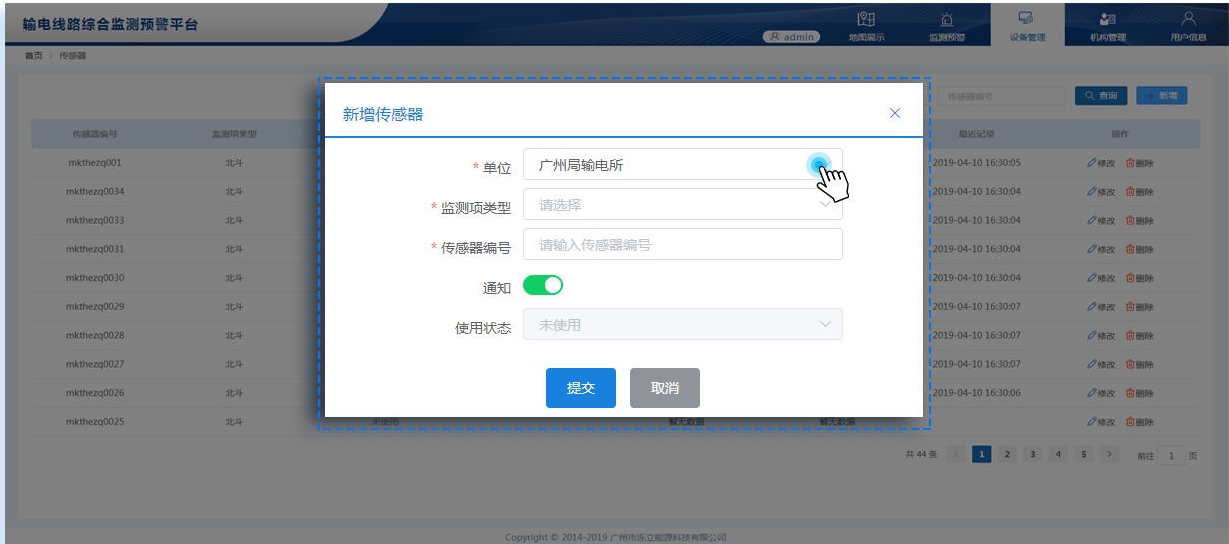 输电线路综合监测预警平台
admin
地图展示
监测预警
设备管理
机构管理
用户信息
首页 > 传感器
传感器编号
查询
新增
传感器编号 监测项类型 最近记录 操作
mkthezq001 北斗 2019-04-10 16:30:05 修改 删除
mkthezq0034 北斗 2019-04-10 16:30:04 修改 删除
mkthezq0033 北斗 2019-04-10 16:30:04 修改 删除
mkthezq0031 北斗 2019-04-10 16:30:04 修改 删除
mkthezq0030 北斗 2019-04-10 16:30:04 修改 删除
mkthezq0029 北斗 2019-04-10 16:30:07 修改 删除
mkthezq0028 北斗 2019-04-10 16:30:07 修改 删除
mkthezq0027 北斗 2019-04-10 16:30:07 修改 删除
mkthezq0026 北斗 2019-04-10 16:30:06 修改 删除
mkthezq0025 北斗 未使用 暂无数据 暂无数据 修改 删除
新增传感器
* 单位 广州局输电所
* 监测项类型 请选择
* 传感器编号 请输入传感器编号
通知
使用状态 未使用
提交 取消
共 44 条 < 1 2 3 4 5 > 前往 1 页
Copyright © 2014-2019 广州市泺立能源科技有限公司